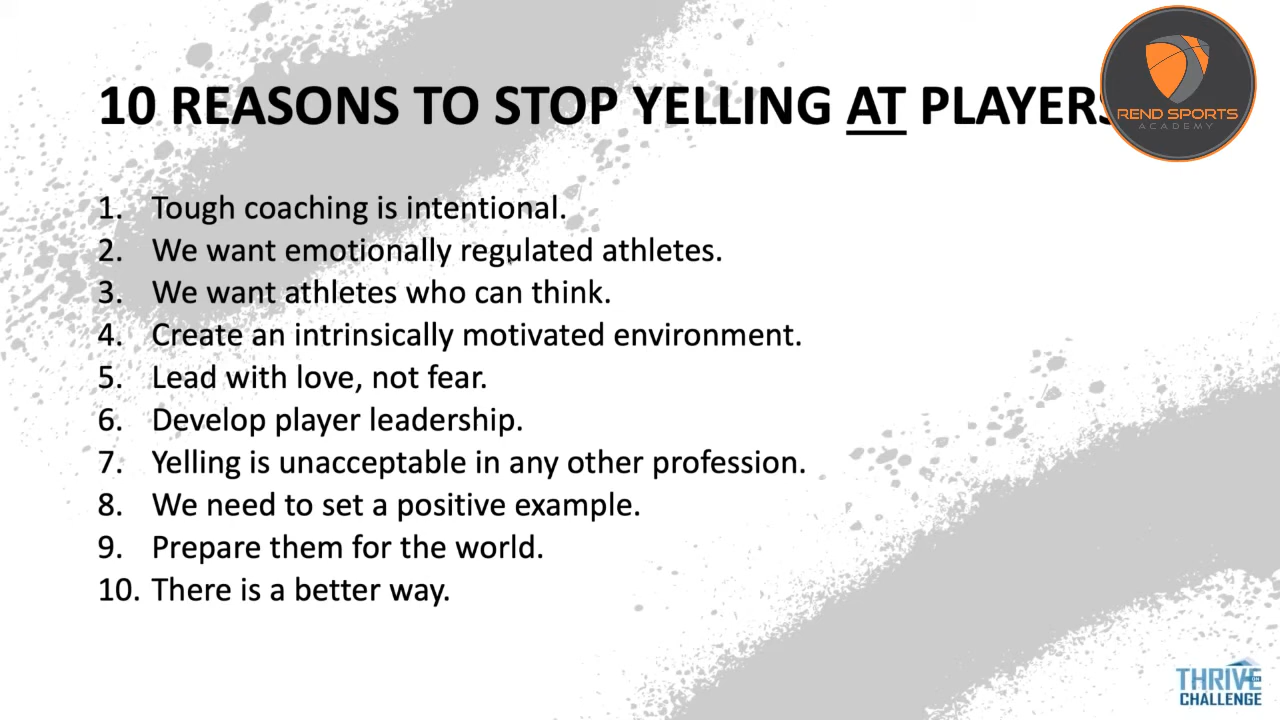 10 REASONS TO STOP YELLING AT PLAYERS
REND SPORTS
ACADEMY
1. Tough coaching is intentional.
2. We want emotionally regulated athletes.
3. We want athletes who can think.
4. Create an intrinsically motivated environment.
5. Lead with love, not fear.
6. Develop player leadership.
7. Yelling is unacceptable in any other profession.
8. We need to set a positive example.
9. Prepare them for the world.
10. There is a better way.
THRIVE ON
CHALLENGE